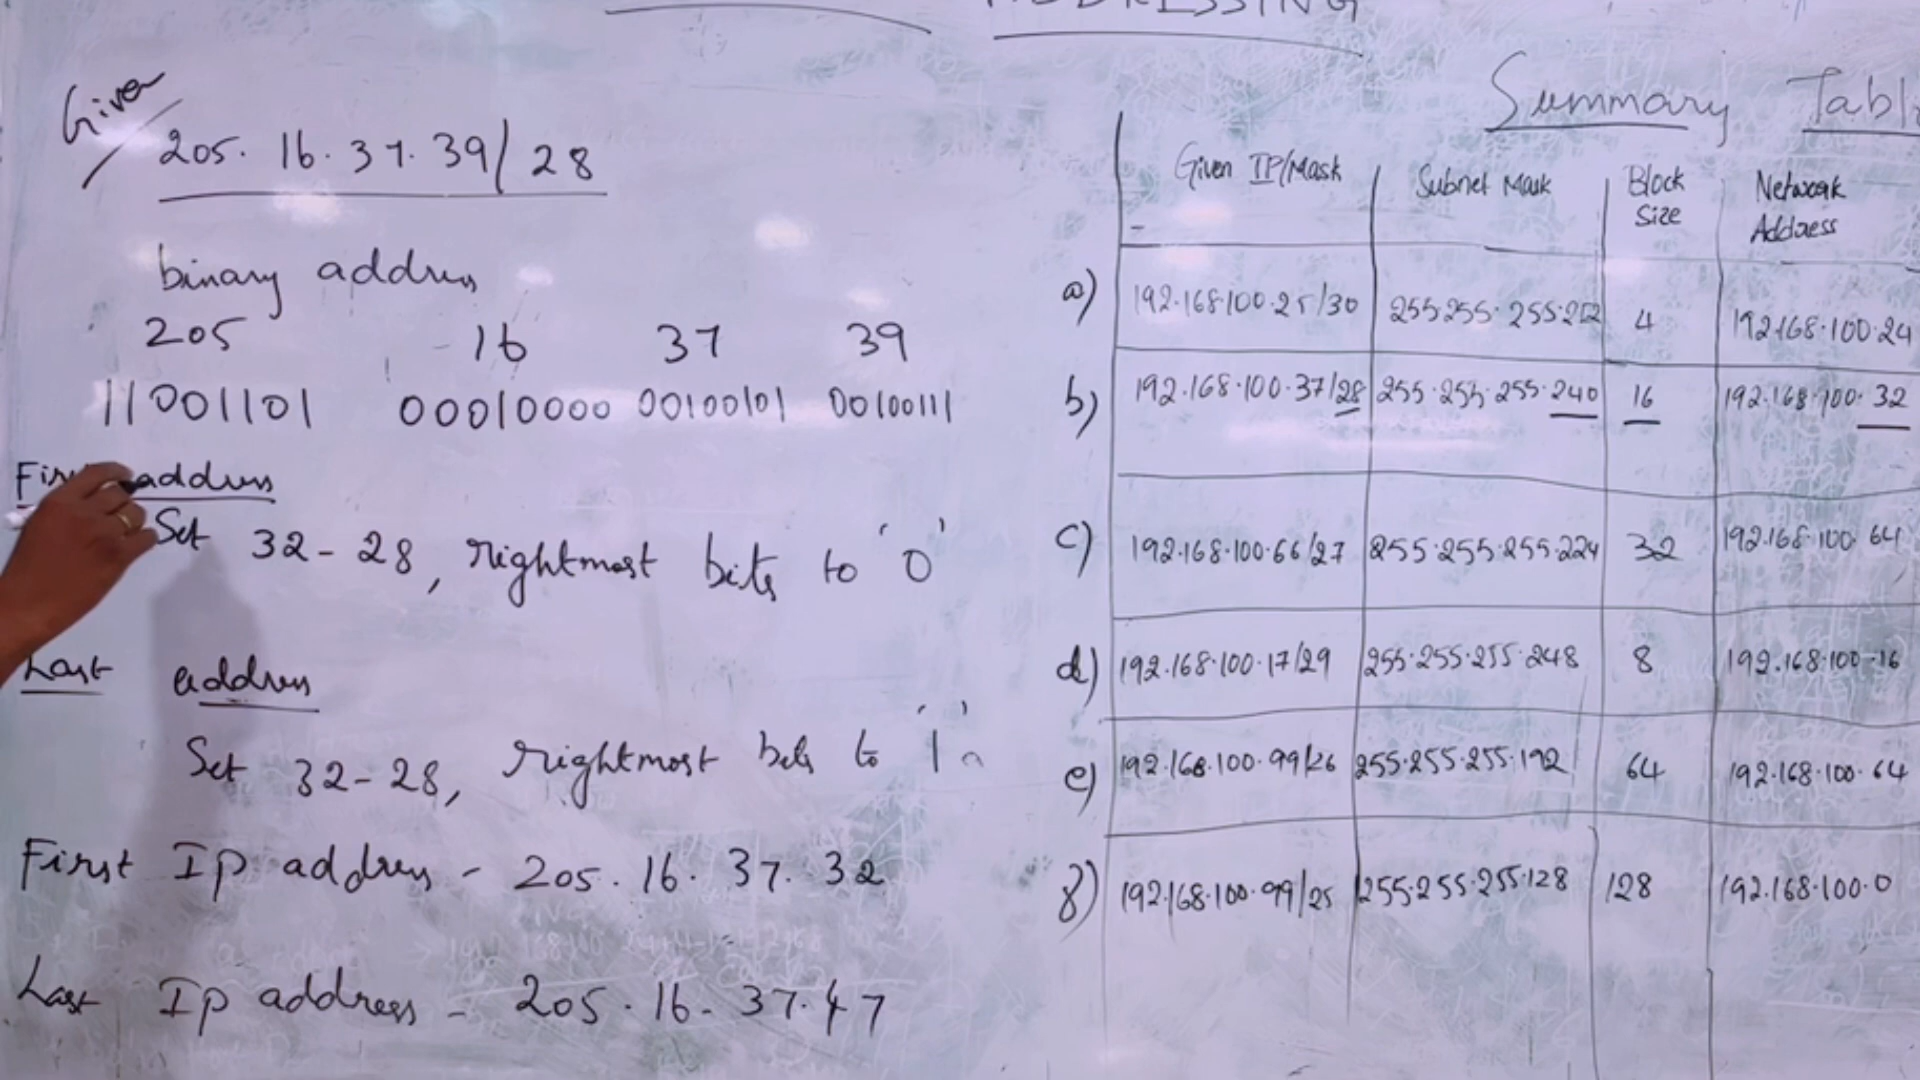 ADDRESSING
Given
205. 16. 37. 39/28
binary address
205 16 37 39
11001101 00010000 00100101 00100111
First address
Set 32-28, rightmost bits to '0'
Last address
Set 32-28, rightmost bits to '1'
First IP address - 205. 16. 37. 32
Last IP address - 205. 16. 37. 47
Summary Tabl
Given IP/Mask Subnet Mask Block Size Network Address
a) 192.168.100.25/30 255.255.255.252 4 192.168.100.24
b) 192.168.100.37/28 255.255.255.240 16 192.168.100.32
c) 192.168.100.66/27 255.255.255.224 32 192.168.100.64
d) 192.168.100.17/29 255.255.255.248 8 192.168.100.16
e) 192.168.100.99/26 255.255.255.192 64 192.168.100.64
f) 192.168.100.99/25 255.255.255.128 128 192.168.100.0